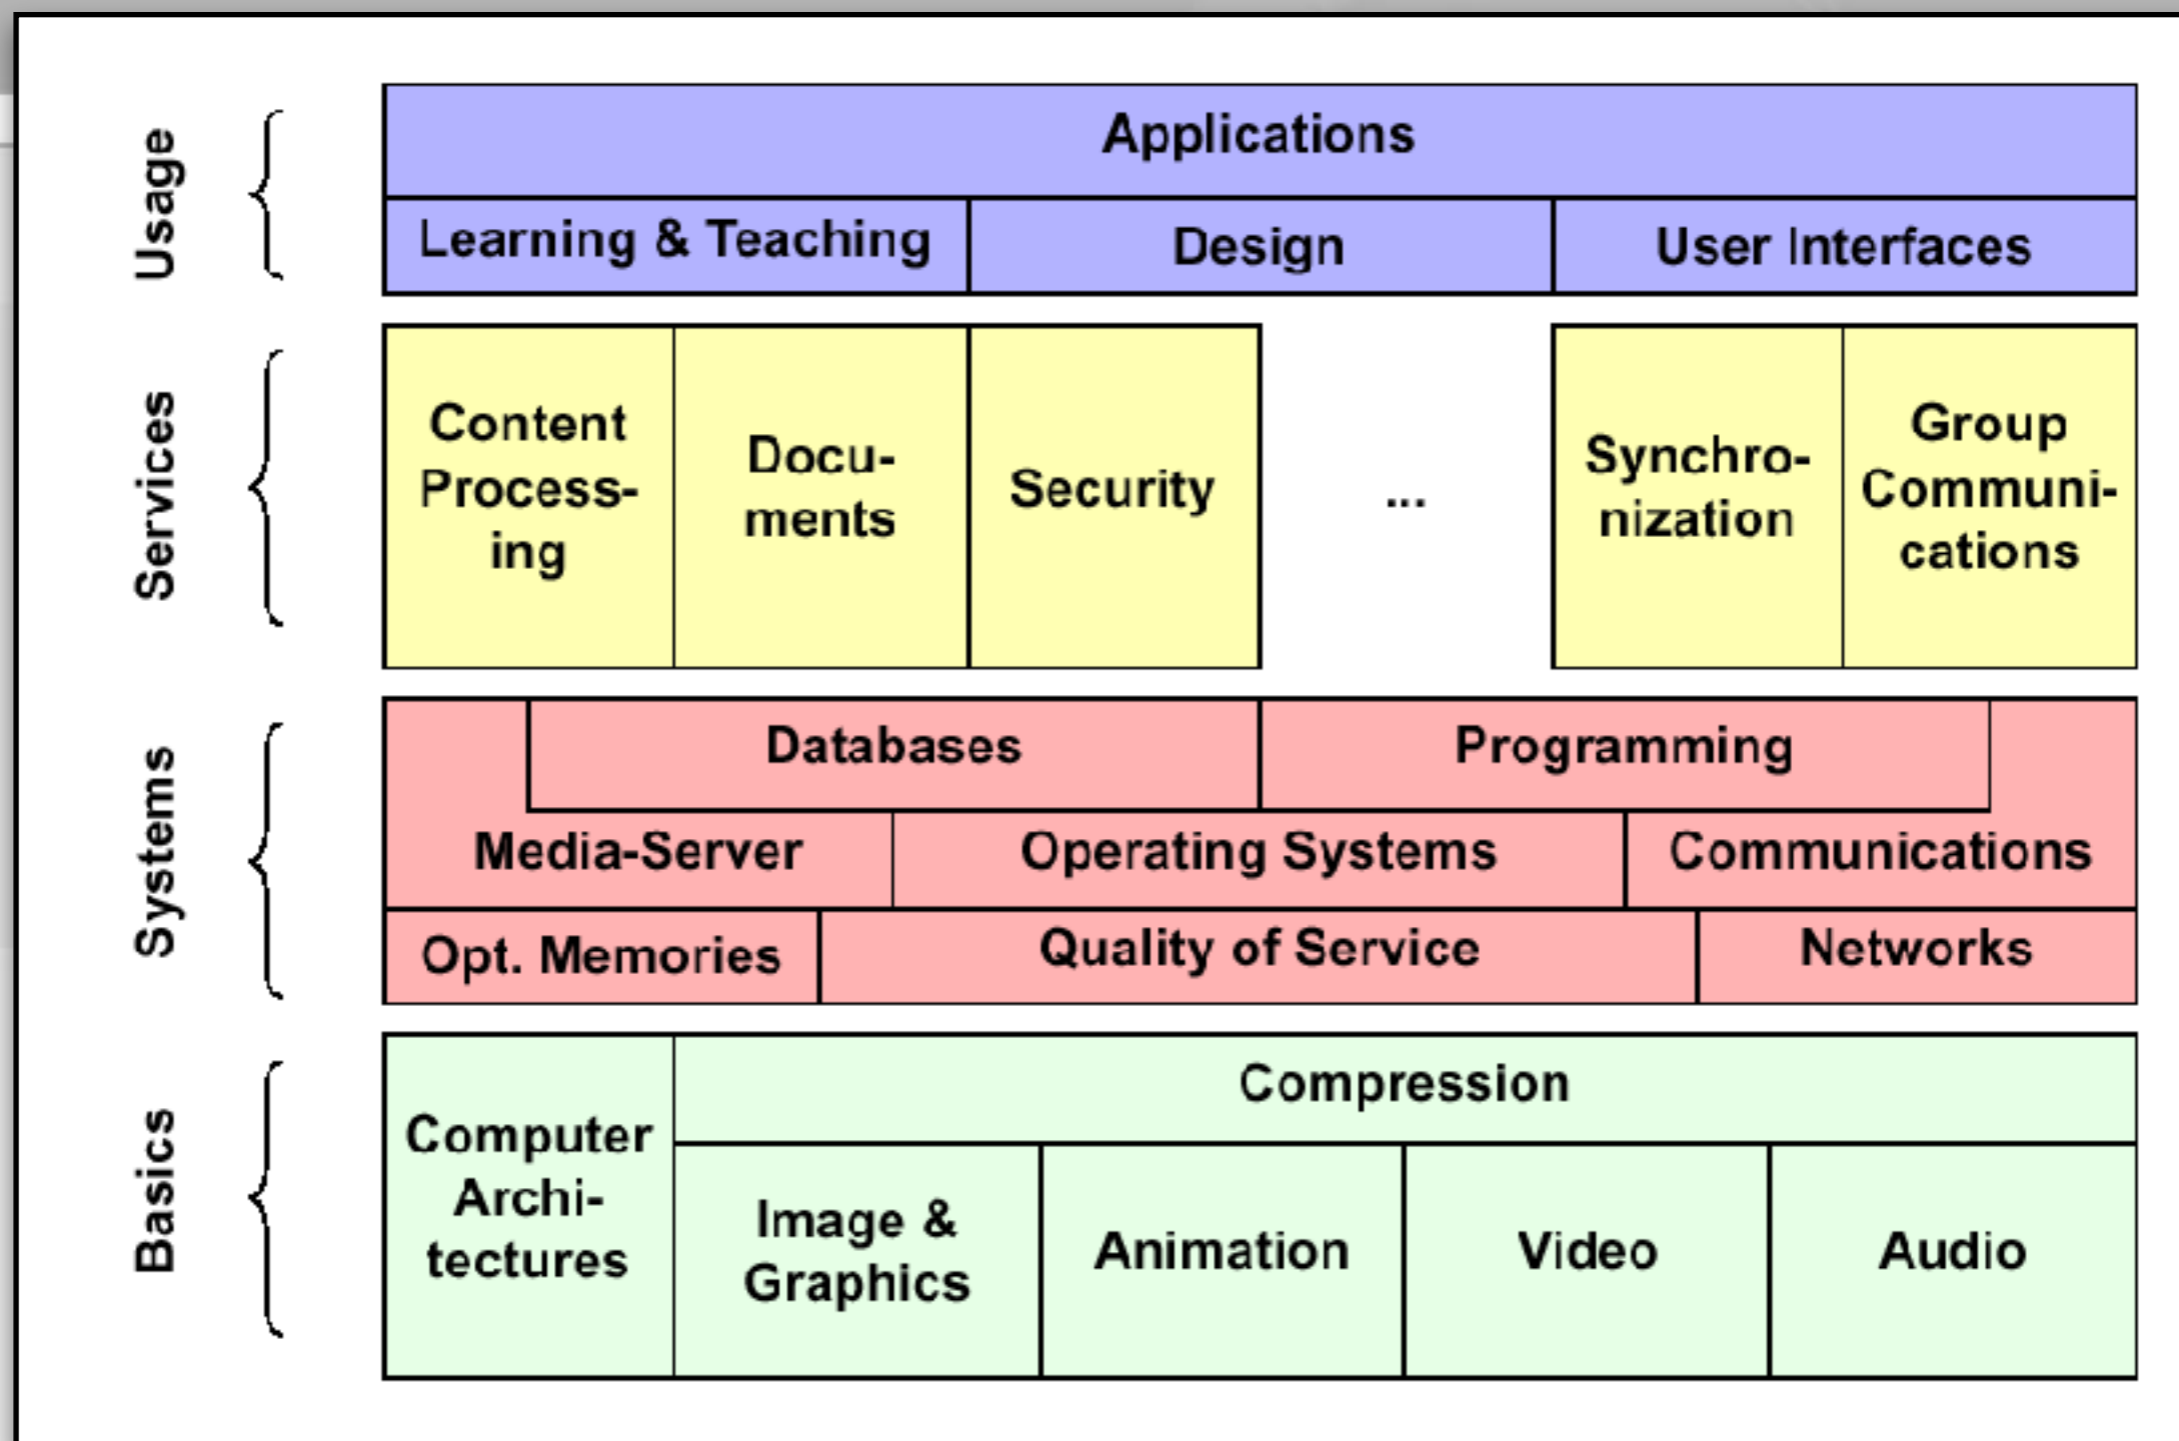 Usage
Applications
Learning & Teaching
Design
User Interfaces
Services
Content
Process-
ing
Docu-
ments
Security
...
Synchro-
nization
Group
Communi-
cations
Systems
Databases
Programming
Media-Server
Operating Systems
Communications
Opt. Memories
Quality of Service
Networks
Basics
Computer
Archi-
tectures
Compression
Image &
Graphics
Animation
Video
Audio